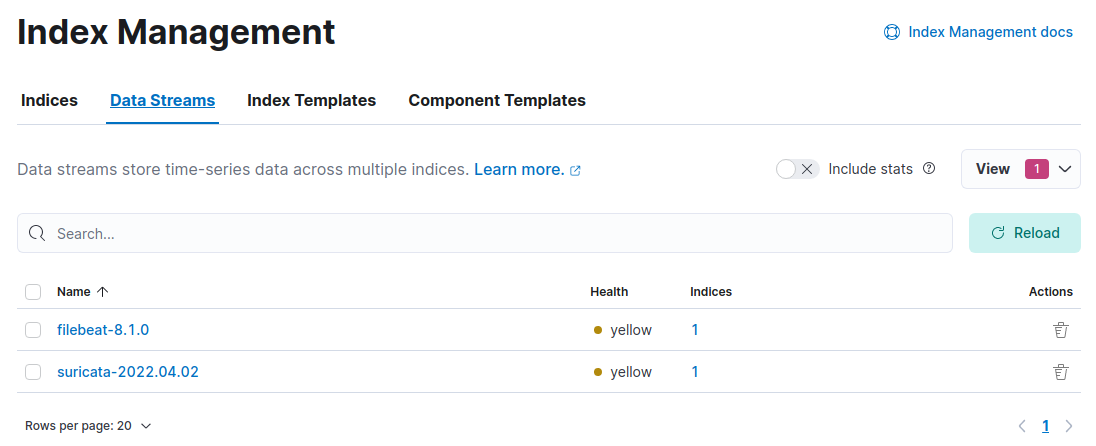 Index Management
Index Management docs
Indices Data Streams Index Templates Component Templates
Data streams store time-series data across multiple indices. Learn more.
Include stats
View 1
Search...
Reload
Name Health Indices Actions
filebeat-8.1.0 yellow 1
suricata-2022.04.02 yellow 1
Rows per page: 20
1